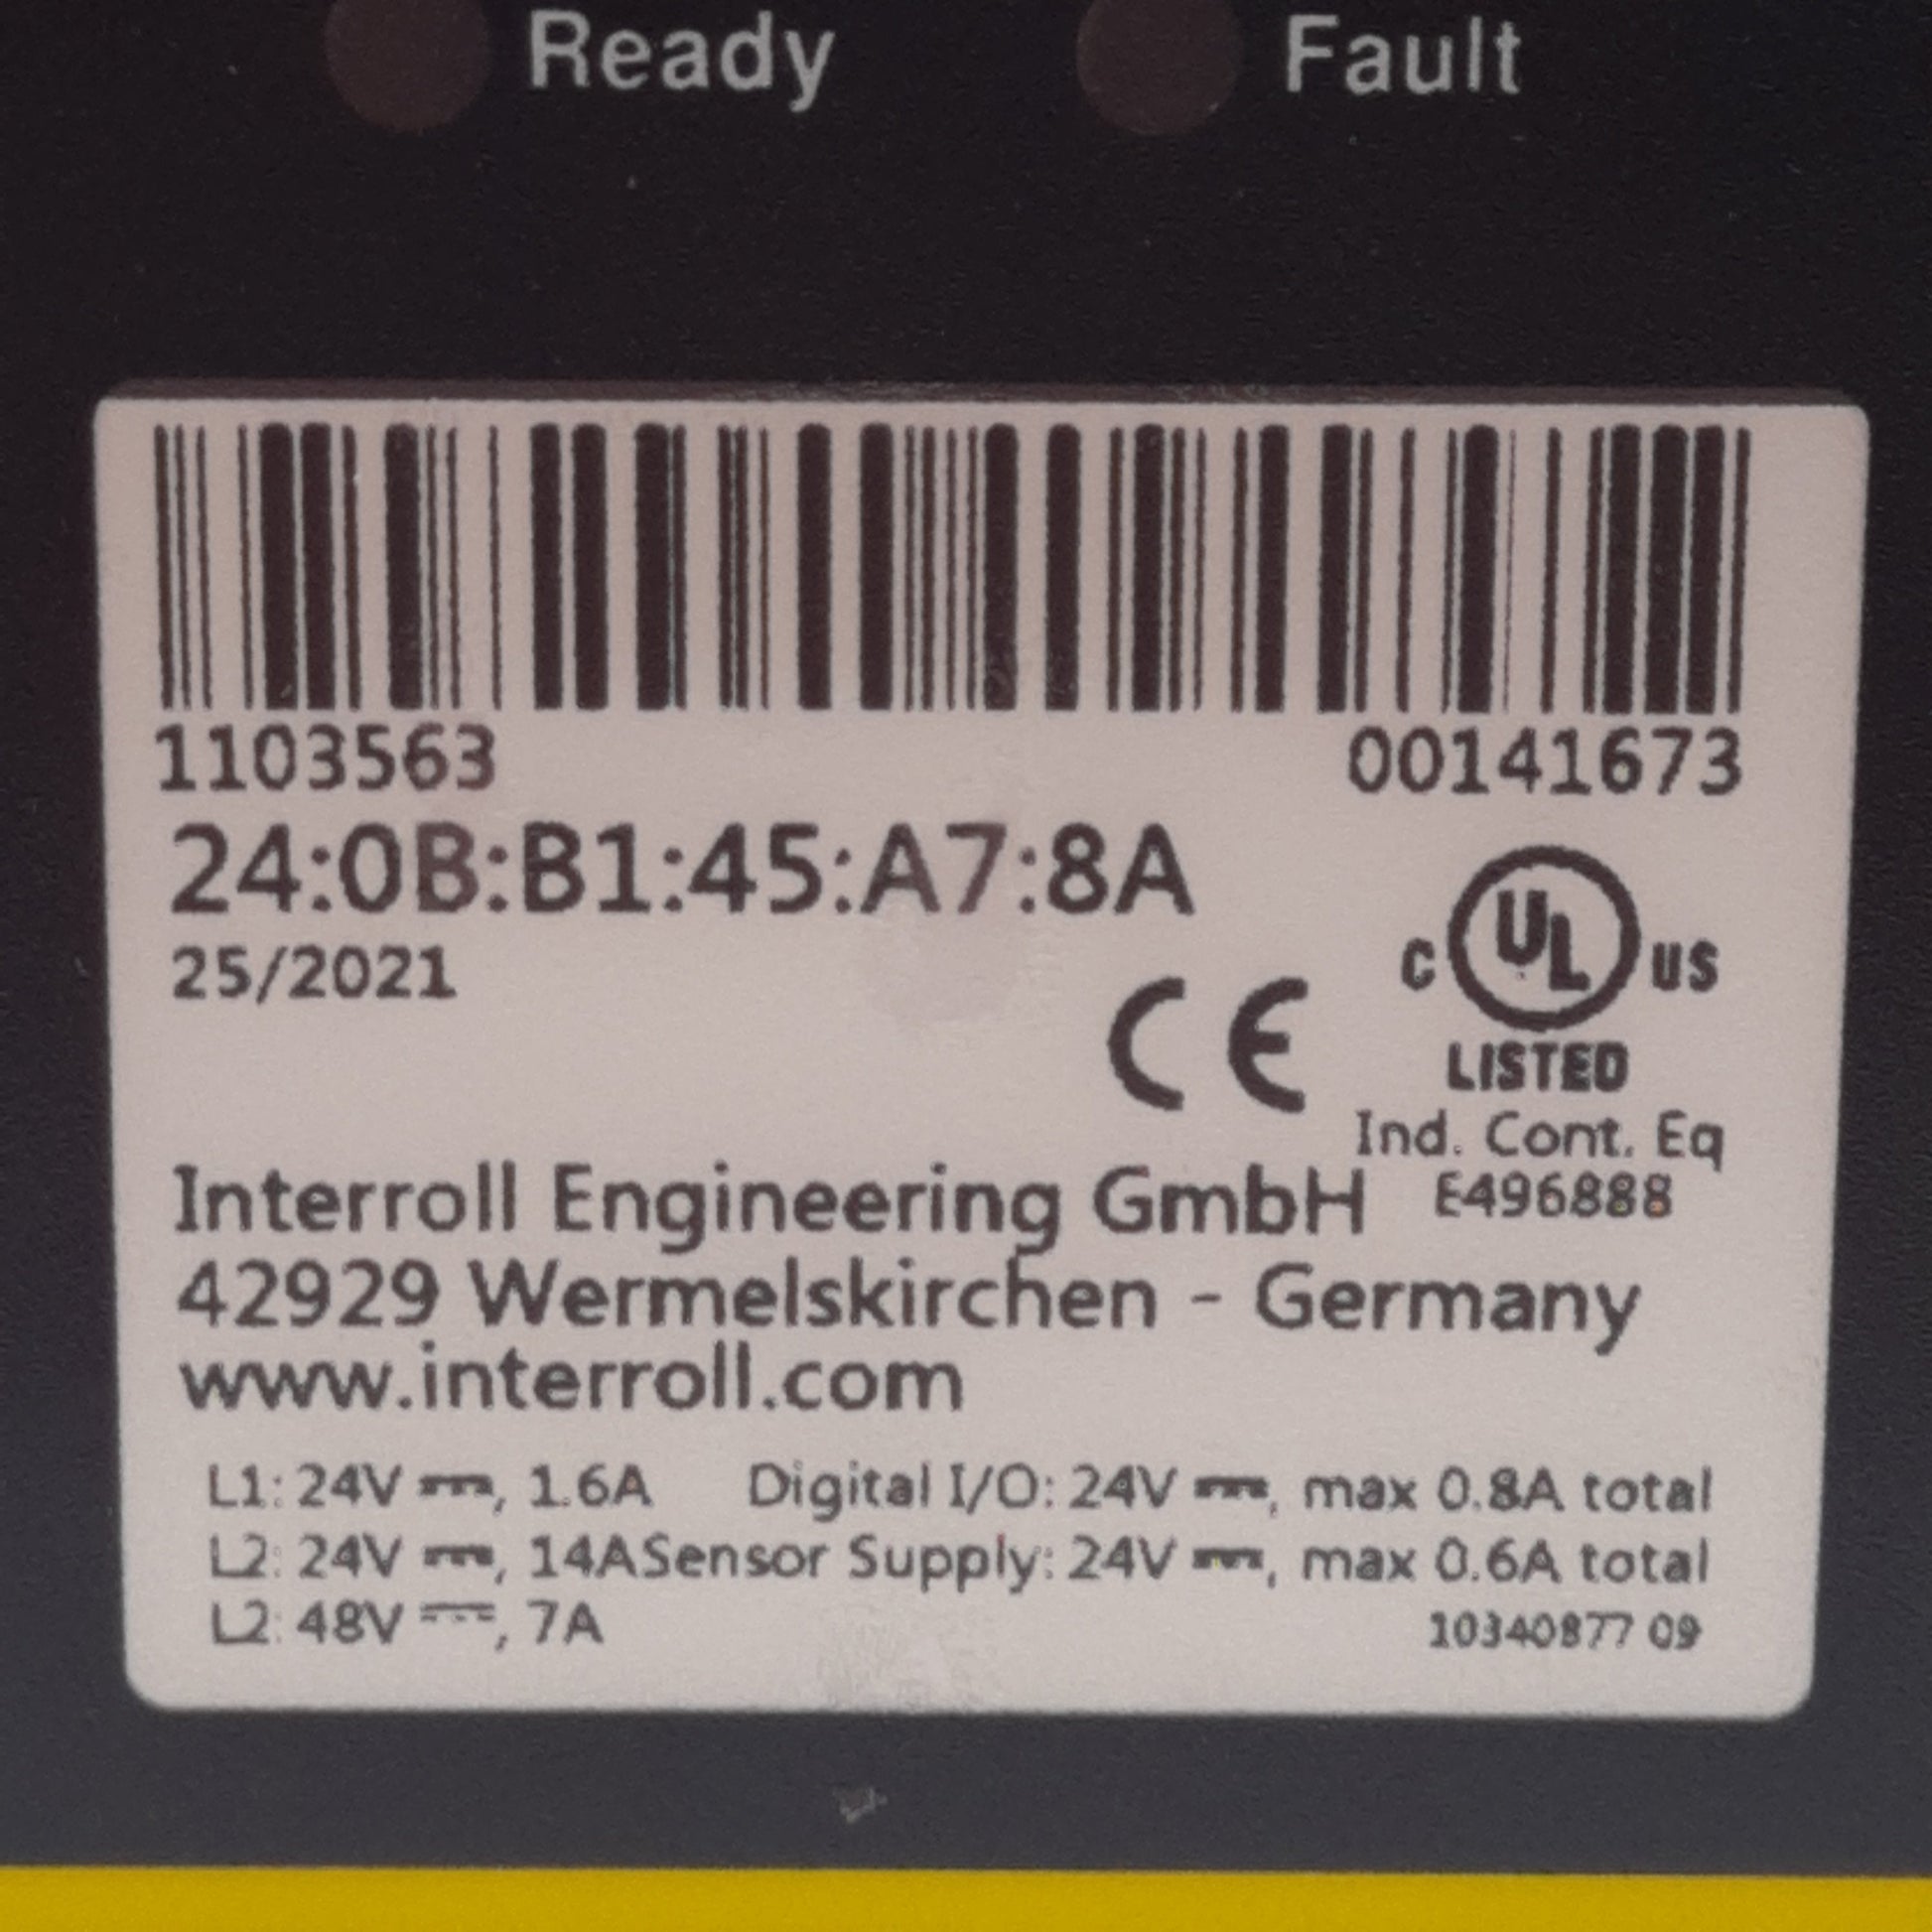 Ready Fault
1103563 00141673
24:0B:B1:45:A7:8A
25/2021
C UL US
CE
LISTED
Ind. Cont. Eq
E496888
Interroll Engineering GmbH
42929 Wermelskirchen - Germany
www.interroll.com
L1: 24V ⎓, 1.6A Digital I/O: 24V ⎓, max 0.8A total
L2: 24V ⎓, 14ASensor Supply: 24V ⎓, max 0.6A total
L2: 48V ⎓, 7A 10340877 09